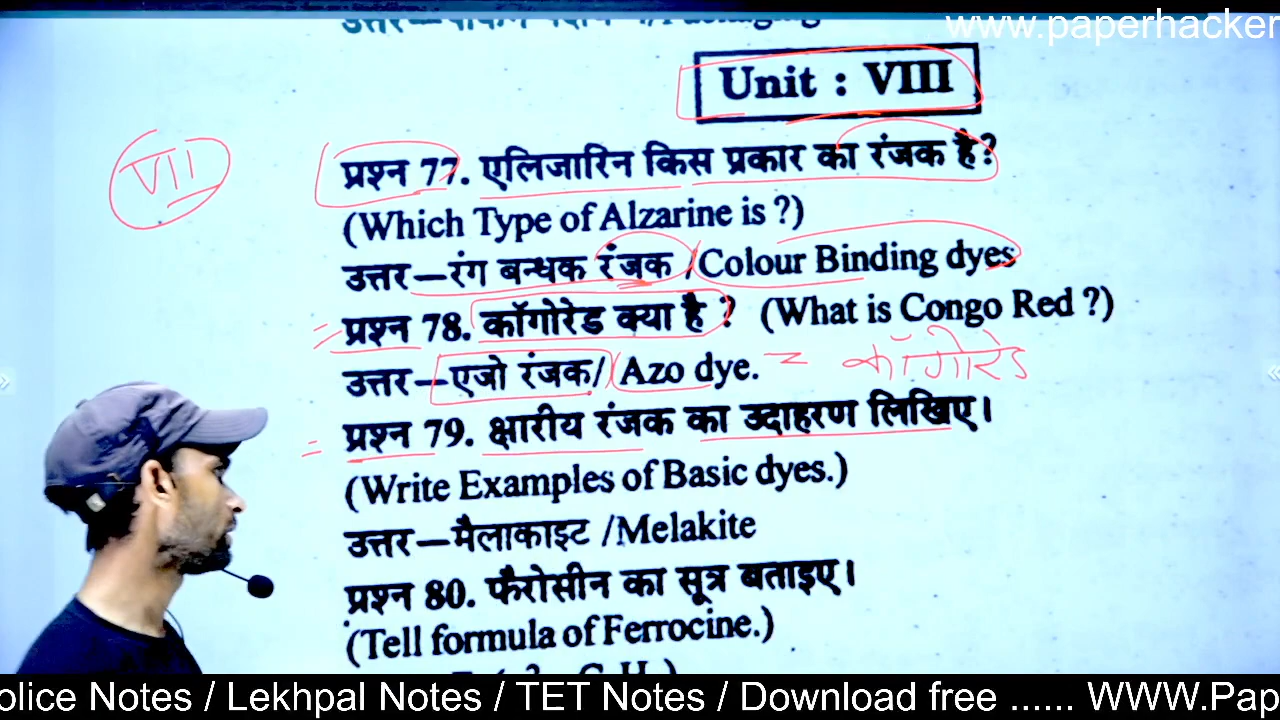 www.paperhacker
Unit : VIII
VII
प्रश्न 77. एलिजारिन किस प्रकार का रंजक है?
(Which Type of Alzarine is ?)
उत्तर—रंग बन्धक रंजक /Colour Binding dyes
प्रश्न 78. कॉगोरेड क्या है ? (What is Congo Red ?)
उत्तर—एजो रंजक/ Azo dye. = कॉगोरेड
प्रश्न 79. क्षारीय रंजक का उदाहरण लिखिए।
(Write Examples of Basic dyes.)
उत्तर—मैलाकाइट /Melakite
प्रश्न 80. फैरोसीन का सूत्र बताइए।
(Tell formula of Ferrocine.)
olice Notes / Lekhpal Notes / TET Notes / Download free ...... WWW.Pap